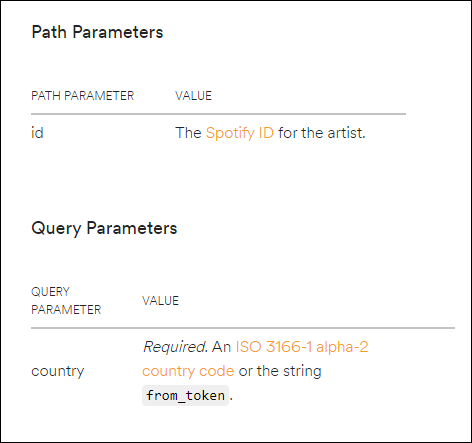 Path Parameters
PATH PARAMETER VALUE
id The Spotify ID for the artist.
Query Parameters
QUERY
PARAMETER VALUE
Required. An ISO 3166-1 alpha-2
country country code or the string
from_token.